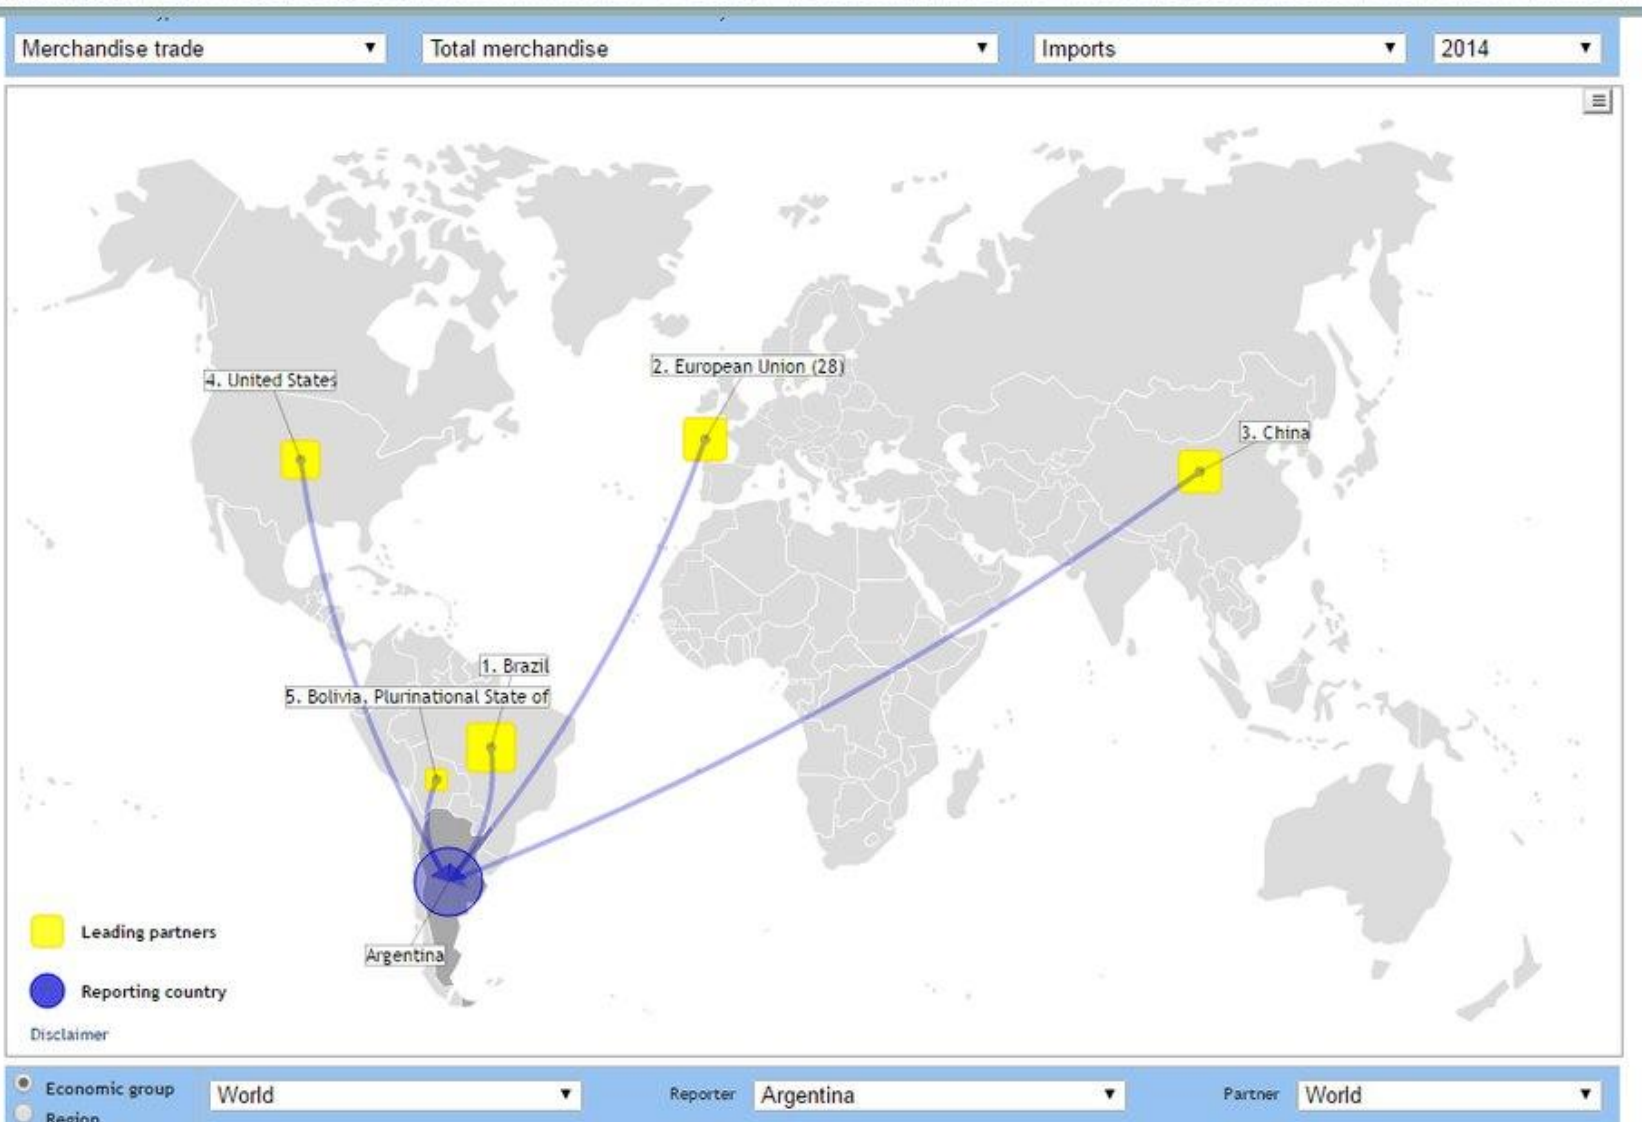 Merchandise trade
Total merchandise
Imports
2014
2. European Union (28)
4. United States
3. China
1. Brazil
5. Bolivia, Plurinational State of
Leading partners
Argentina
Reporting country
Disclaimer
Economic group
World
Reporter
Argentina
Partner
World
Region